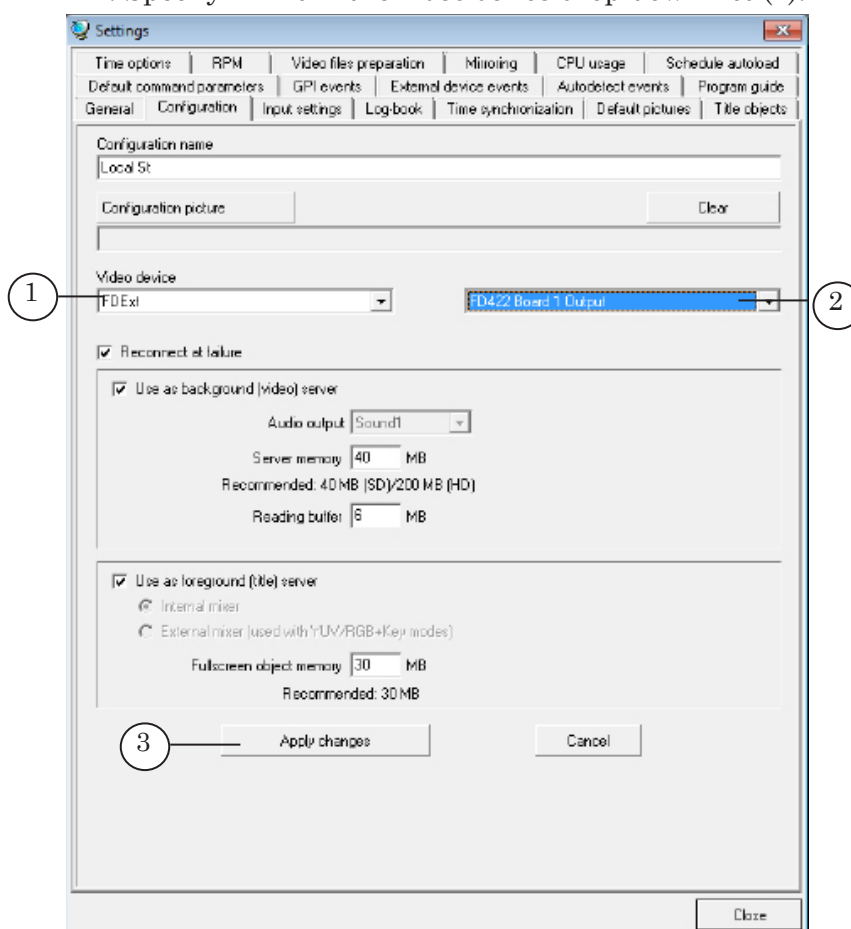 Settings
Time options RPM Video files preparation Mirroring CPU usage Schedule autoload
Default command parameters GPI events External device events Autodetect events Program guide
General Configuration Input settings Log-book Time synchronization Default pictures Title objects
Configuration name
Local St
Configuration picture Clear
Video device
1 FDExt FD422 Board 1 Output 2
Reconnect at failure
Use as background (video) server
Audio output Sound1
Server memory 40 MB
Recommended: 40 MB (SD)/200 MB (HD)
Reading buffer 6 MB
Use as foreground (title) server
Internal mixer
External mixer (used with YUV/RGB+Key modes)
Fullscreen object memory 30 MB
Recommended: 30 MB
3 Apply changes Cancel
Close